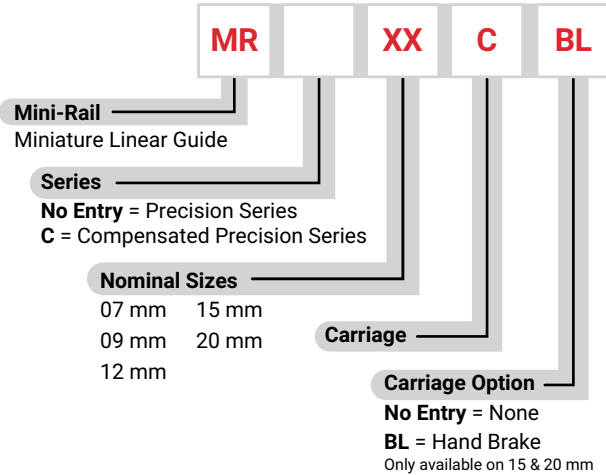 MR XX C BL
Mini-Rail
Miniature Linear Guide
Series
No Entry = Precision Series
C = Compensated Precision Series
Nominal Sizes
07 mm 15 mm
09 mm 20 mm
12 mm
Carriage
Carriage Option
No Entry = None
BL = Hand Brake
Only available on 15 & 20 mm